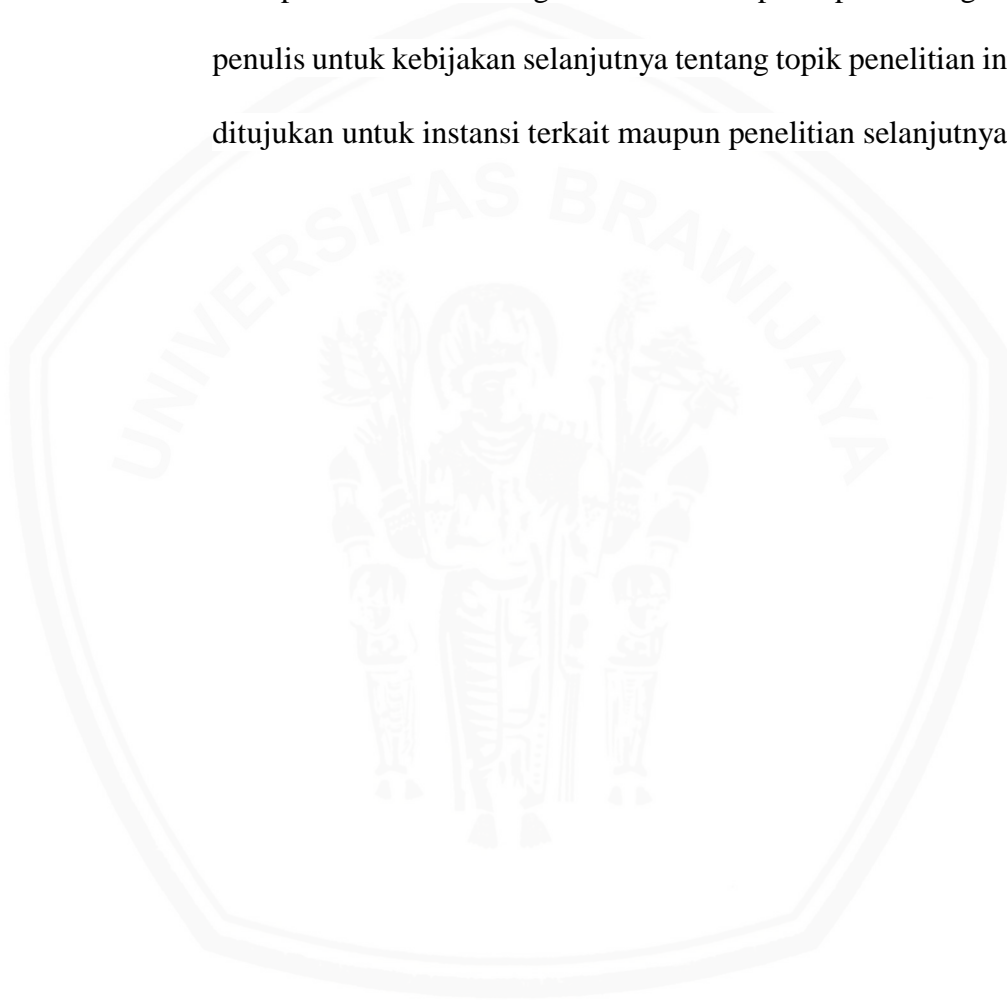 penulis untuk kebijakan selanjutnya tentang topik penelitian in
ditujukan untuk instansi terkait maupun penelitian selanjutnya
UNIVERSITAS BRAWIJAYA